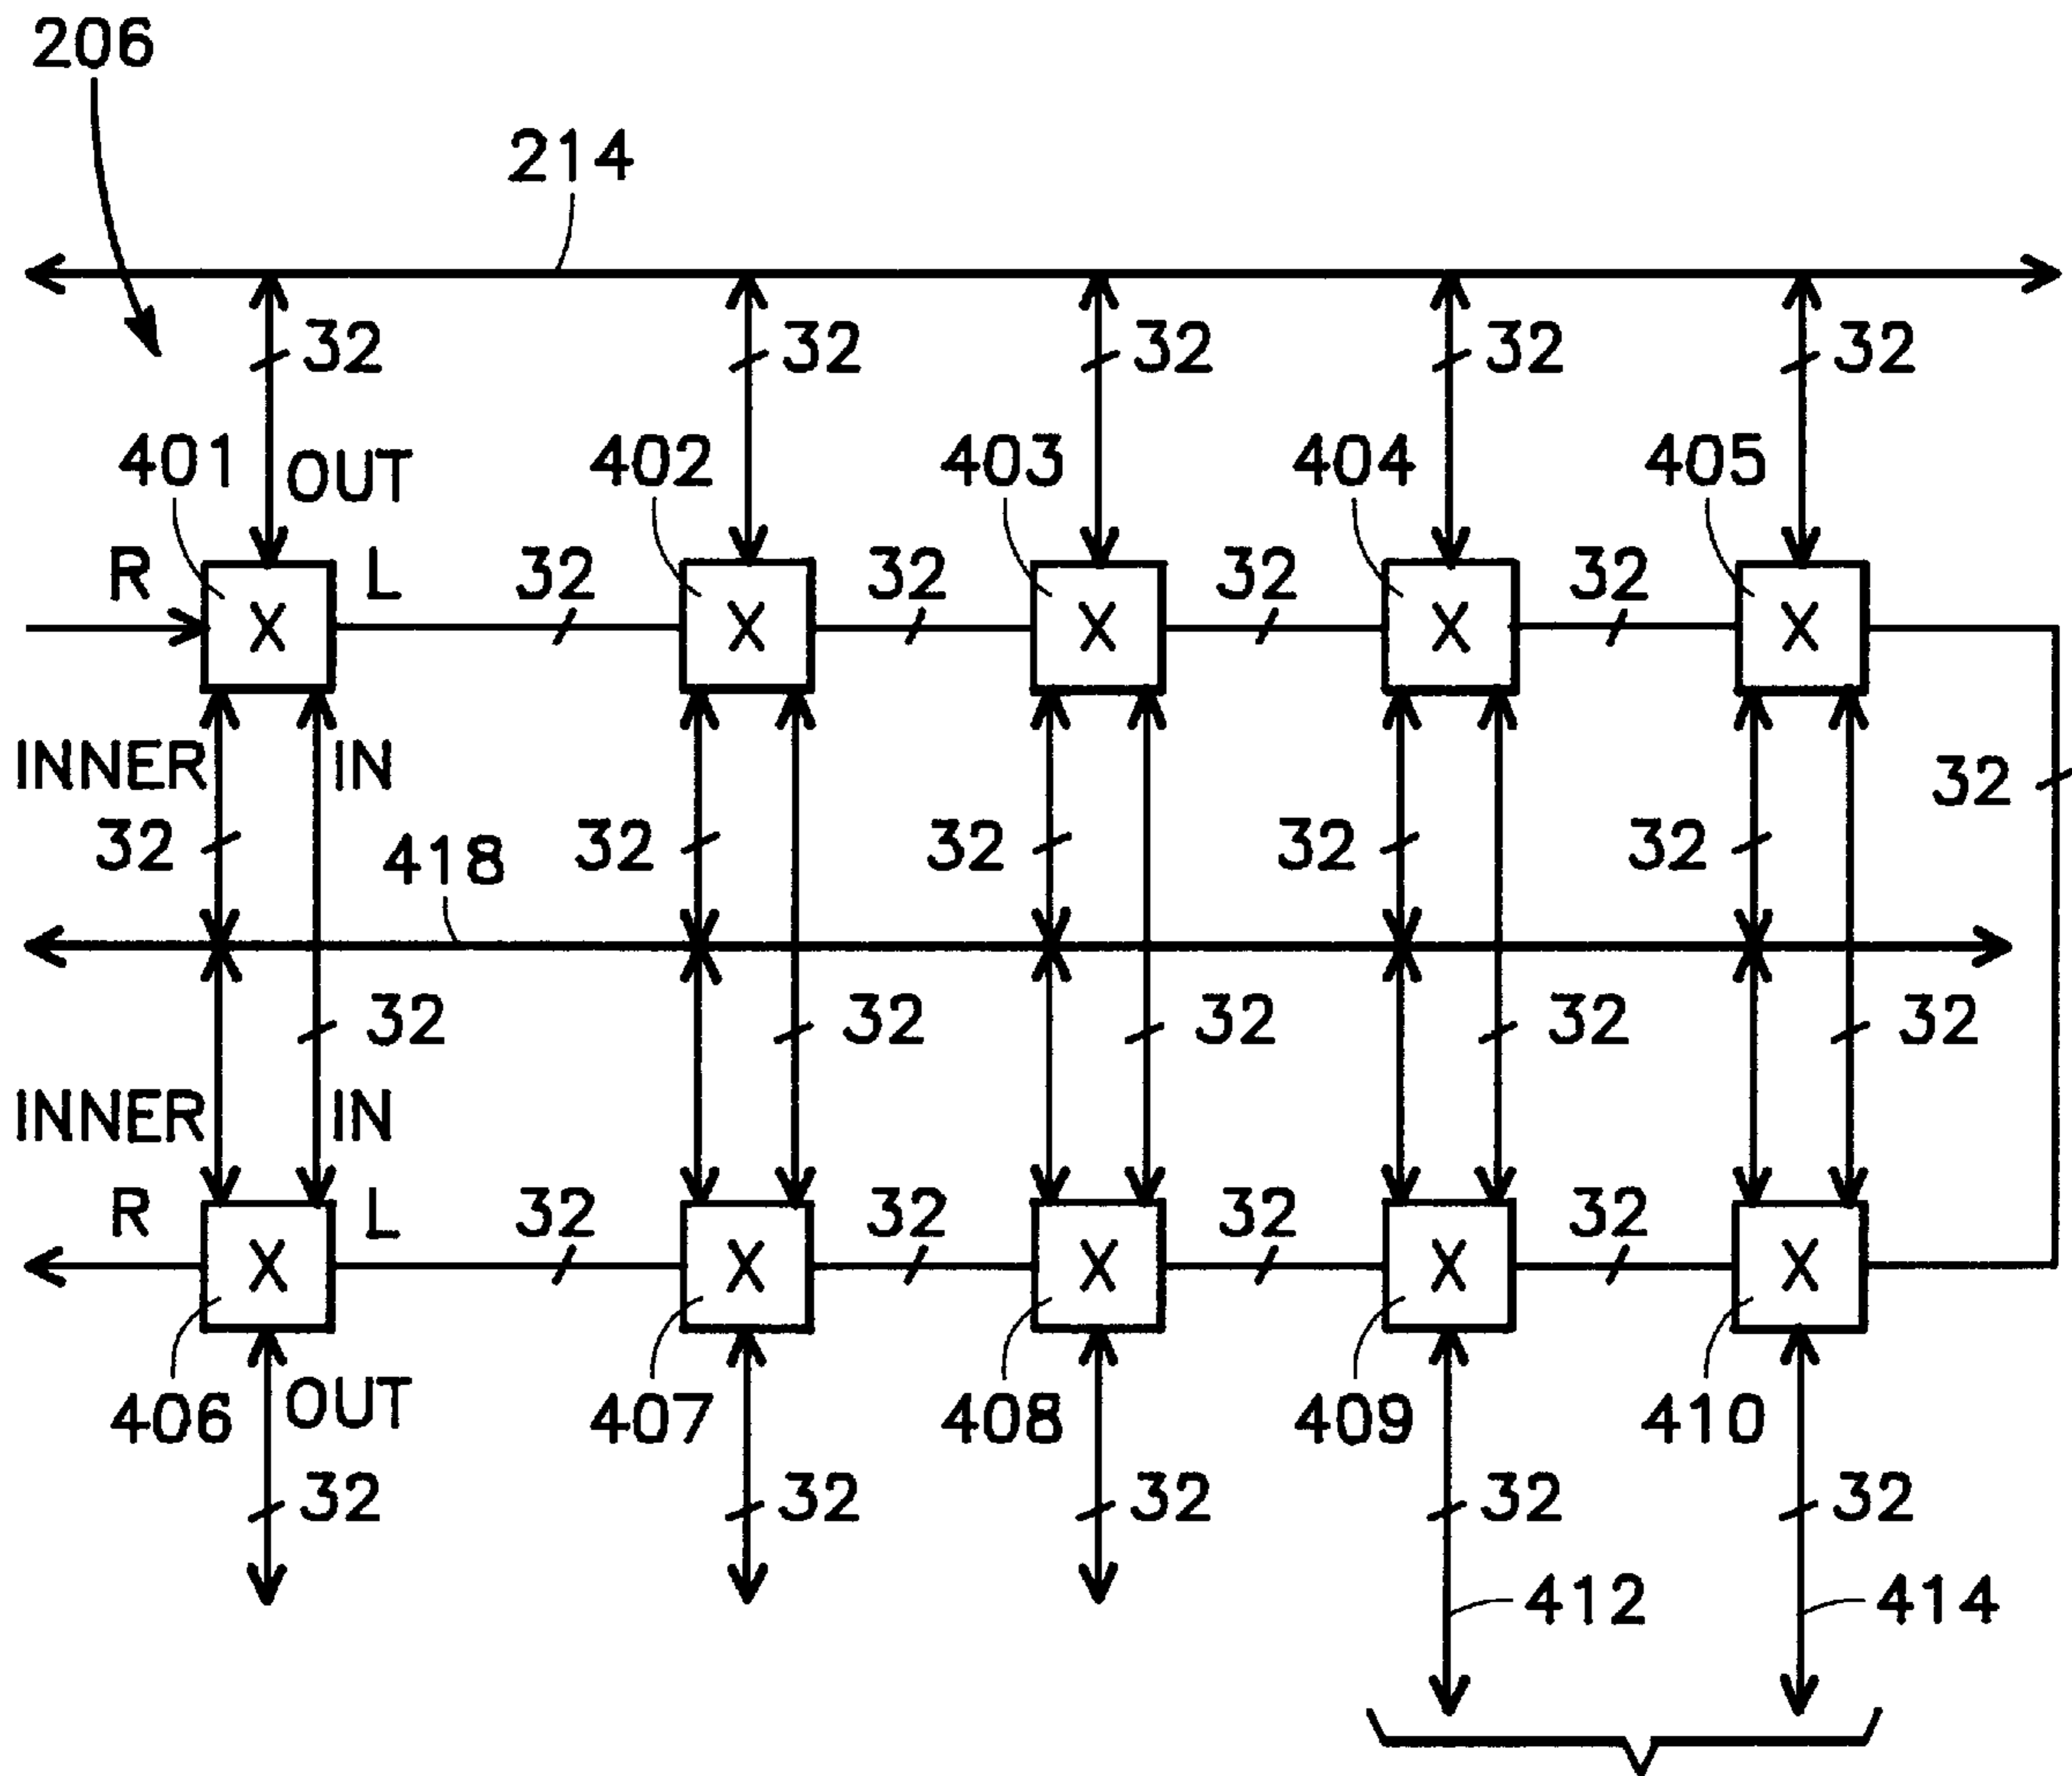 206
214
32 32 32 32 32
401 OUT 402 403 404 405
R L 32 32 32 32
X X X X X
INNER IN 32
32 418 32 32 32 32
32 32 32 32 32
INNER IN
R L 32 32 32 32
X X X X X
406 OUT 407 408 409 410
32 32 32 32 32
412 414